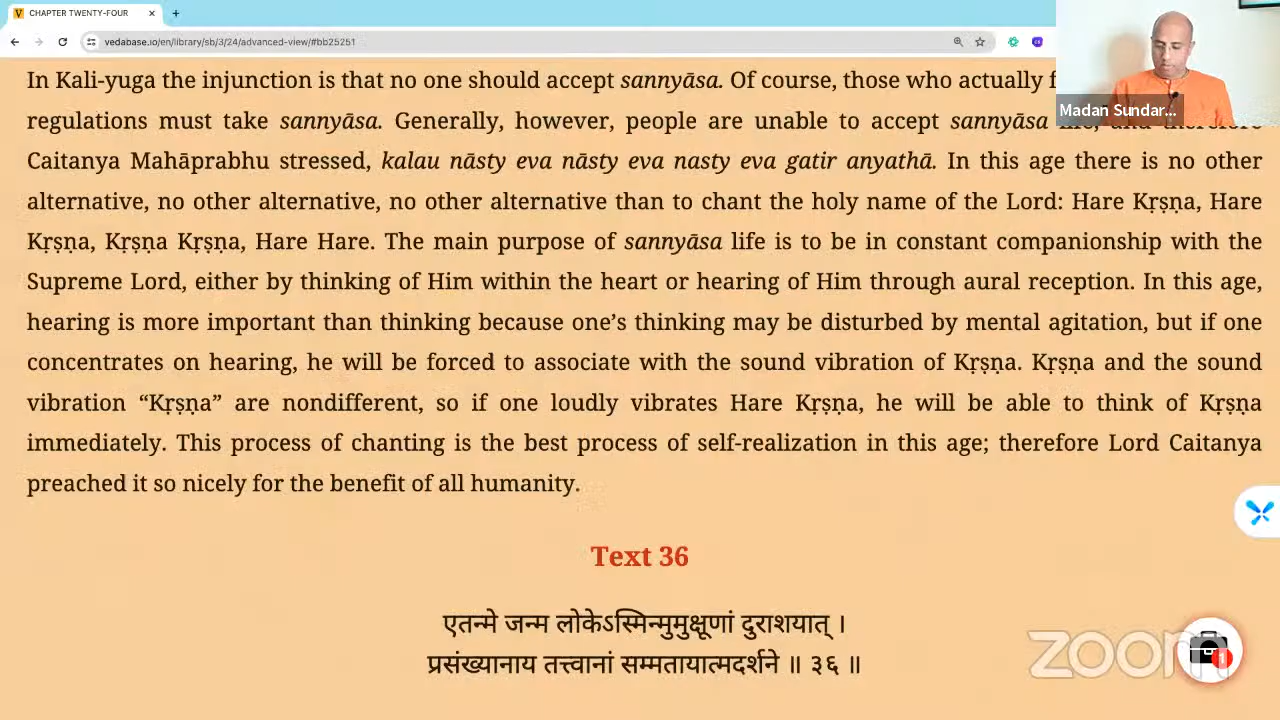 CHAPTER TWENTY-FOUR
vedabase.io/en/library/sb/3/24/advanced-view/#bb25251
Madan Sundar...
In Kali-yuga the injunction is that no one should accept sannyāsa. Of course, those who actually
regulations must take sannyāsa. Generally, however, people are unable to accept sannyāsa life, and therefore
Caitanya Mahāprabhu stressed, kalau nāsty eva nāsty eva nasty eva gatir anyathā. In this age there is no other
alternative, no other alternative, no other alternative than to chant the holy name of the Lord: Hare Kṛṣṇa, Hare
Kṛṣṇa, Kṛṣṇa Kṛṣṇa, Hare Hare. The main purpose of sannyāsa life is to be in constant companionship with the
Supreme Lord, either by thinking of Him within the heart or hearing of Him through aural reception. In this age,
hearing is more important than thinking because one’s thinking may be disturbed by mental agitation, but if one
concentrates on hearing, he will be forced to associate with the sound vibration of Kṛṣṇa. Kṛṣṇa and the sound
vibration “Kṛṣṇa” are nondifferent, so if one loudly vibrates Hare Kṛṣṇa, he will be able to think of Kṛṣṇa
immediately. This process of chanting is the best process of self-realization in this age; therefore Lord Caitanya
preached it so nicely for the benefit of all humanity.
Text 36
एतन्मे जन्म लोकेऽस्मिन्मुमुक्षूणां दुराशयात् ।
प्रसंख्यानाय तत्त्वानां सम्मतायात्मदर्शने ॥ ३६ ॥
zoom
1